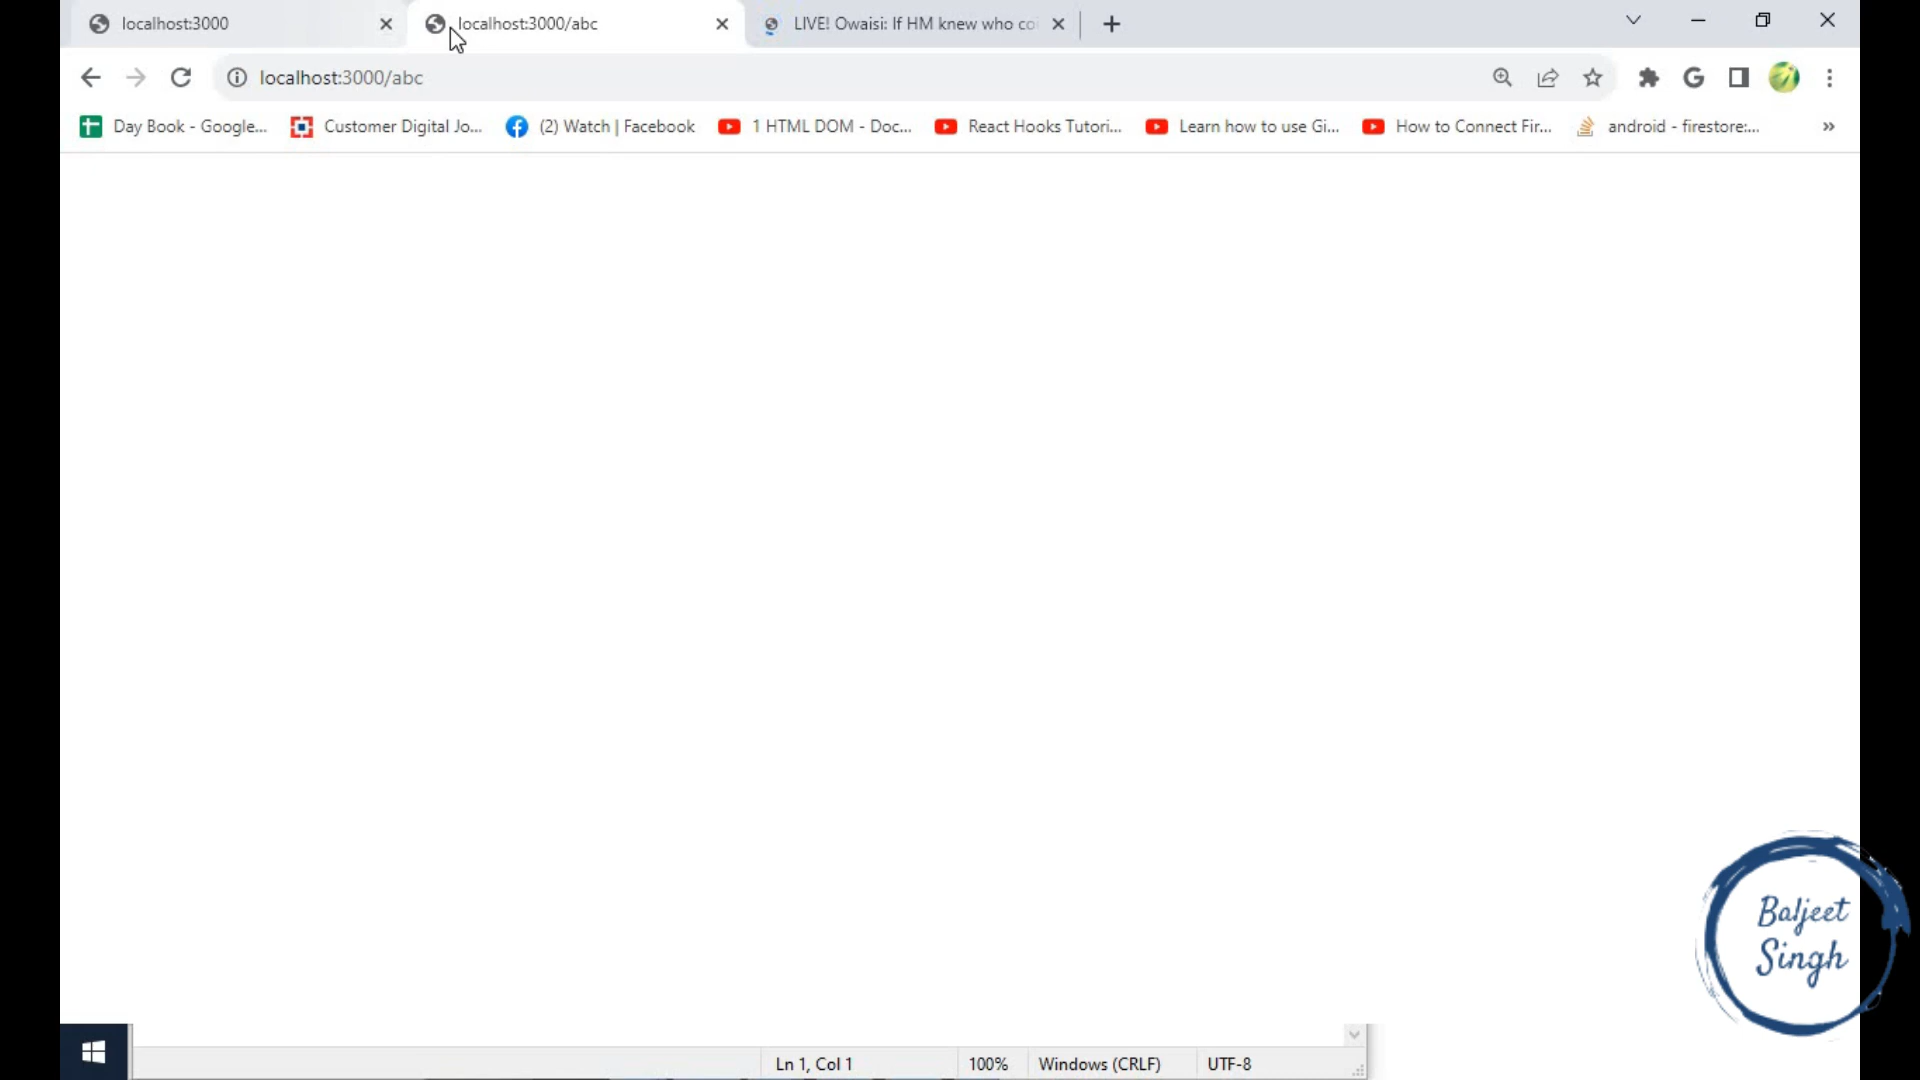 localhost:3000 localhost:3000/abc LIVE! Owaisi: If HM knew who co
localhost:3000/abc
Day Book - Google... Customer Digital Jo... (2) Watch | Facebook 1 HTML DOM - Doc... React Hooks Tutori... Learn how to use Gi... How to Connect Fir... android - firestore:... »
Baljeet
Singh
Ln 1, Col 1 100% Windows (CRLF) UTF-8